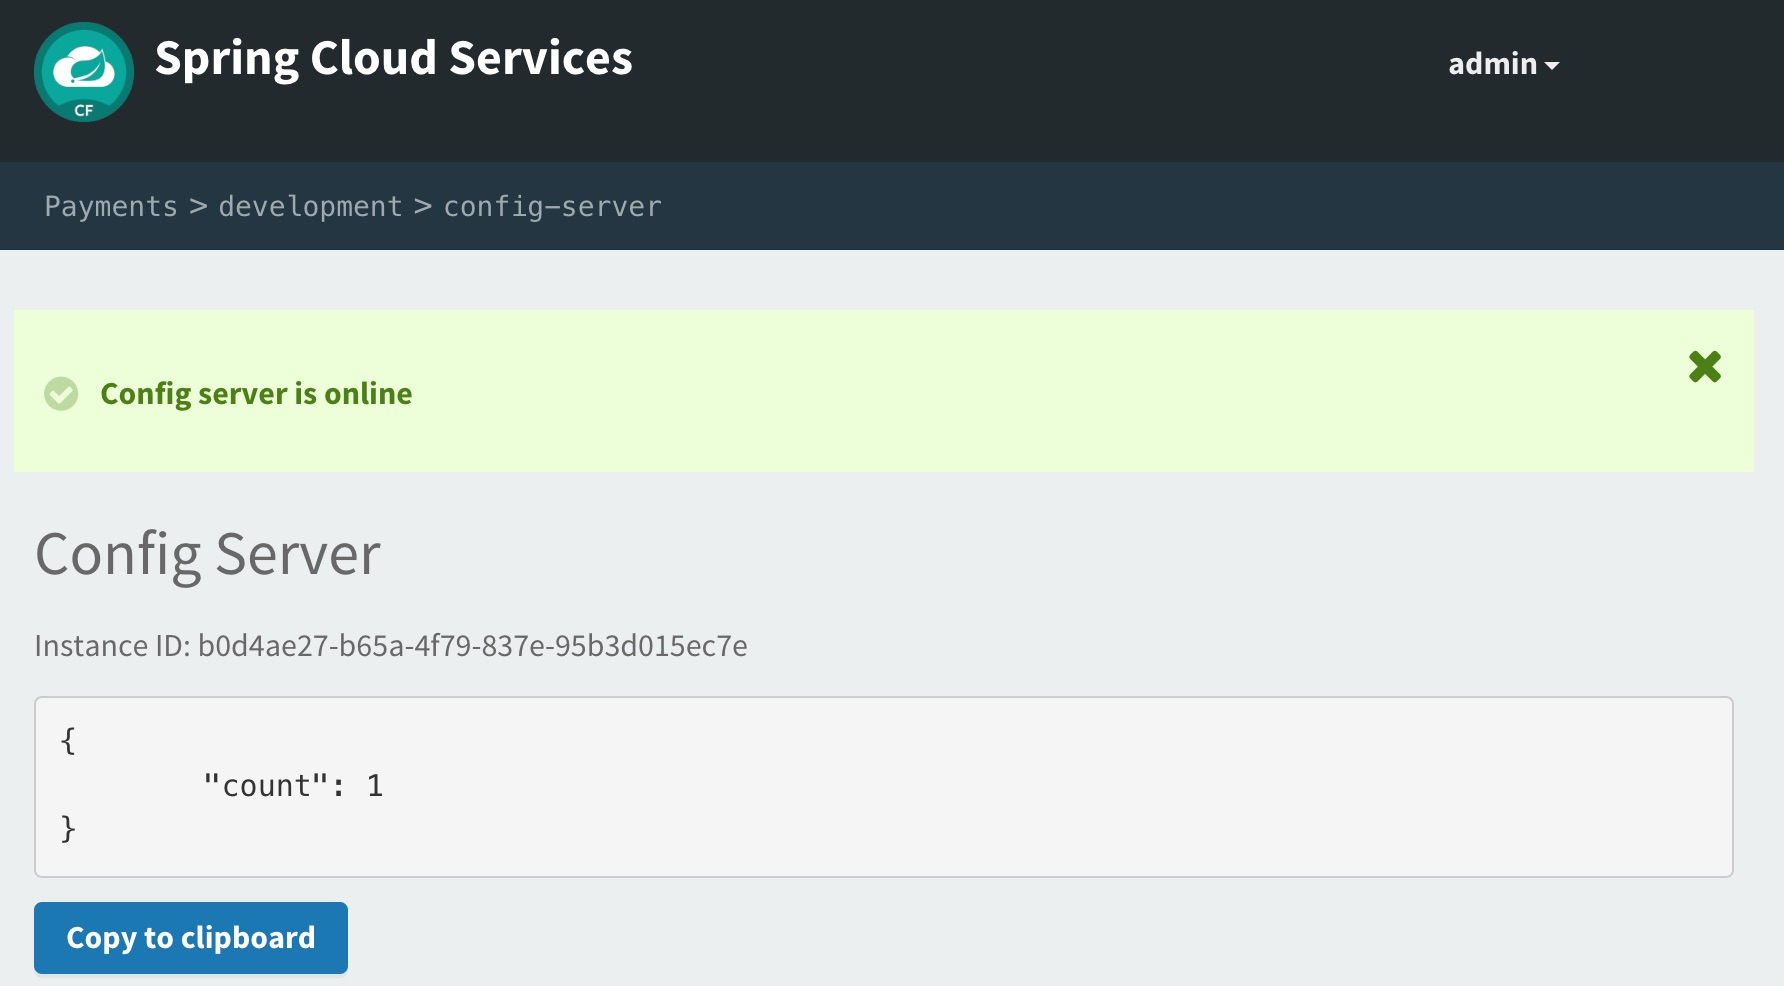 Spring Cloud Services
admin
CF
Payments > development > config-server
Config server is online
Config Server
Instance ID: b0d4ae27-b65a-4f79-837e-95b3d015ec7e
{
"count": 1
}
Copy to clipboard